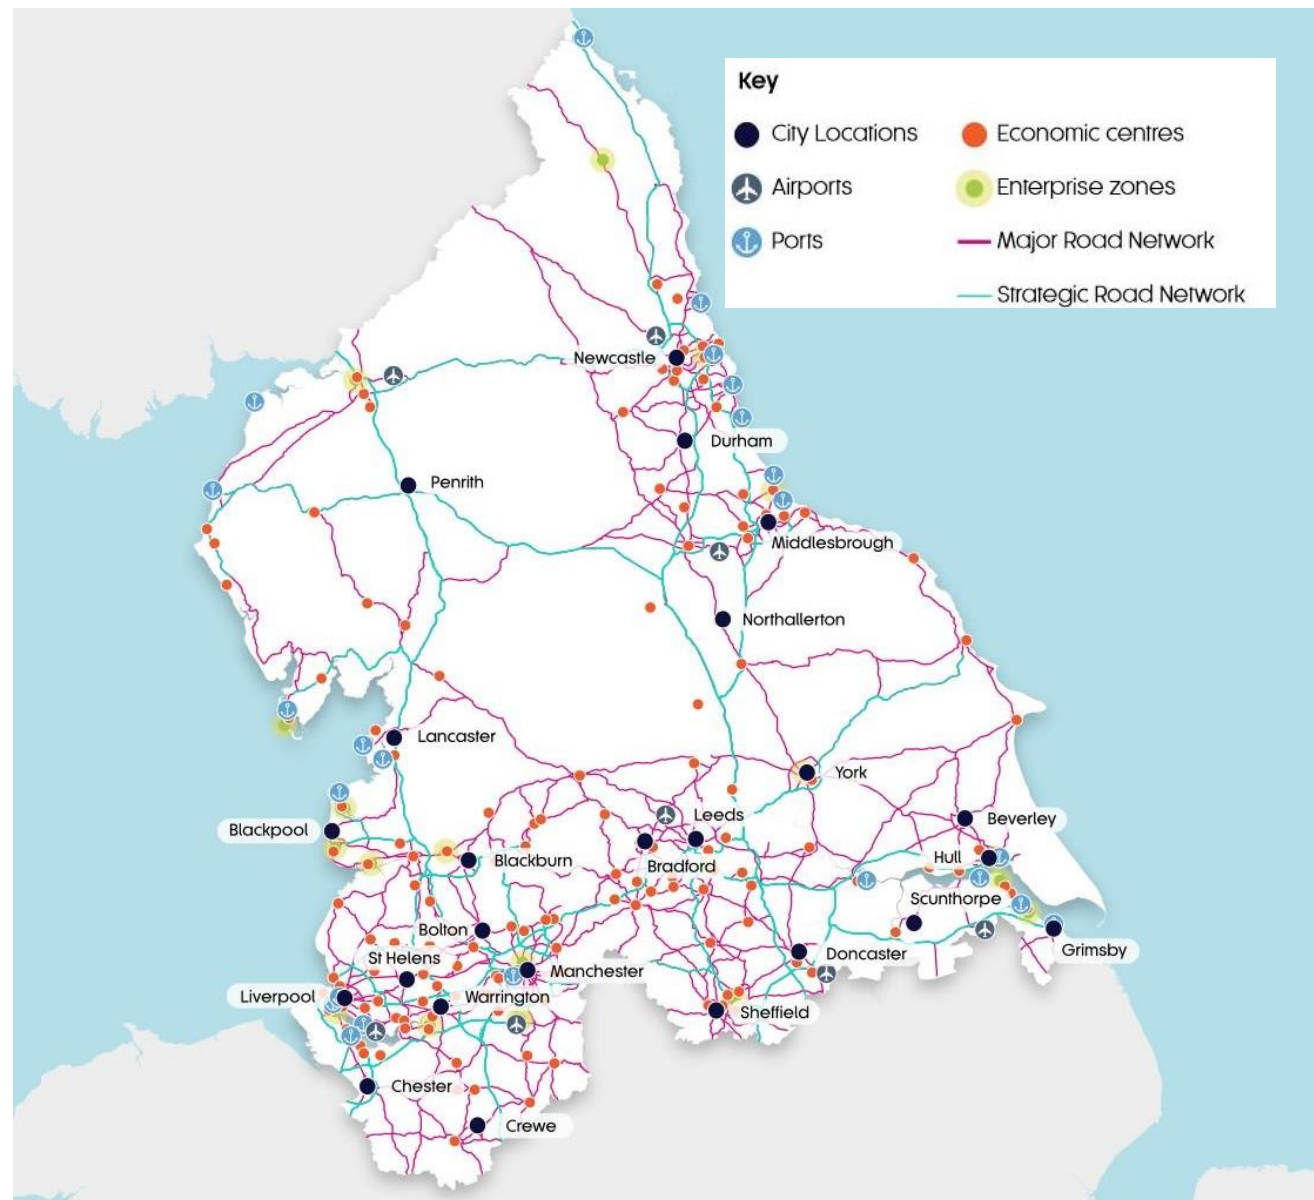 Key
City Locations
Economic centres
Airports
Enterprise zones
Ports
Major Road Network
Strategic Road Network
Newcastle
Durham
Penrith
Middlesbrough
Northallerton
Lancaster
York
Leeds
Beverley
Blackpool
Hull
Blackburn
Bradford
Scunthorpe
Bolton
Grimsby
St Helens
Doncaster
Manchester
Liverpool
Warrington
Sheffield
Chester
Crewe